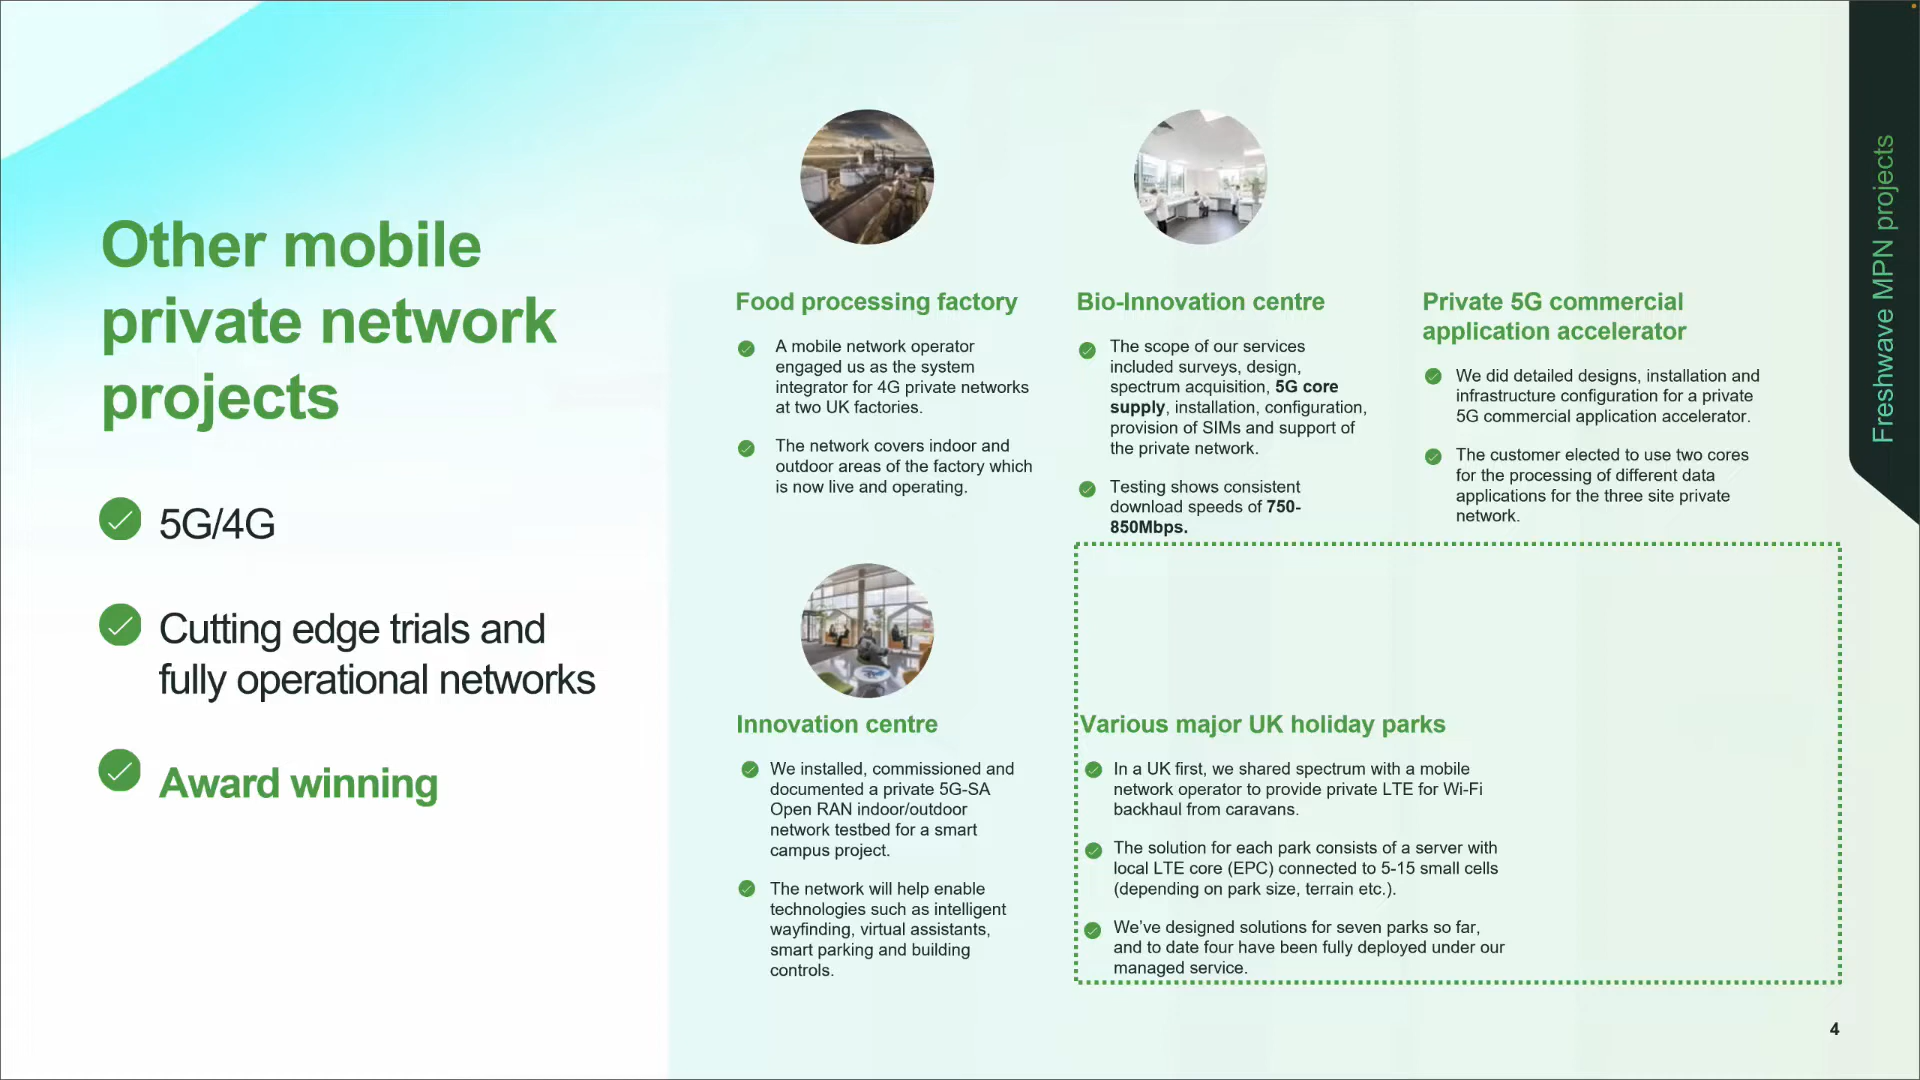 Other mobile
private network
projects
5G/4G
Cutting edge trials and
fully operational networks
Award winning
Food processing factory
A mobile network operator
engaged us as the system
integrator for 4G private networks
at two UK factories.
The network covers indoor and
outdoor areas of the factory which
is now live and operating.
Bio-Innovation centre
The scope of our services
included surveys, design,
spectrum acquisition, 5G core
supply, installation, configuration,
provision of SIMs and support of
the private network.
Testing shows consistent
download speeds of 750-
850Mbps.
Private 5G commercial
application accelerator
We did detailed designs, installation and
infrastructure configuration for a private
5G commercial application accelerator.
The customer elected to use two cores
for the processing of different data
applications for the three site private
network.
Innovation centre
We installed, commissioned and
documented a private 5G-SA
Open RAN indoor/outdoor
network testbed for a smart
campus project.
The network will help enable
technologies such as intelligent
wayfinding, virtual assistants,
smart parking and building
controls.
Various major UK holiday parks
In a UK first, we shared spectrum with a mobile
network operator to provide private LTE for Wi-Fi
backhaul from caravans.
The solution for each park consists of a server with
local LTE core (EPC) connected to 5-15 small cells
(depending on park size, terrain etc.).
We've designed solutions for seven parks so far,
and to date four have been fully deployed under our
managed service.
Freshwave MPN projects
4